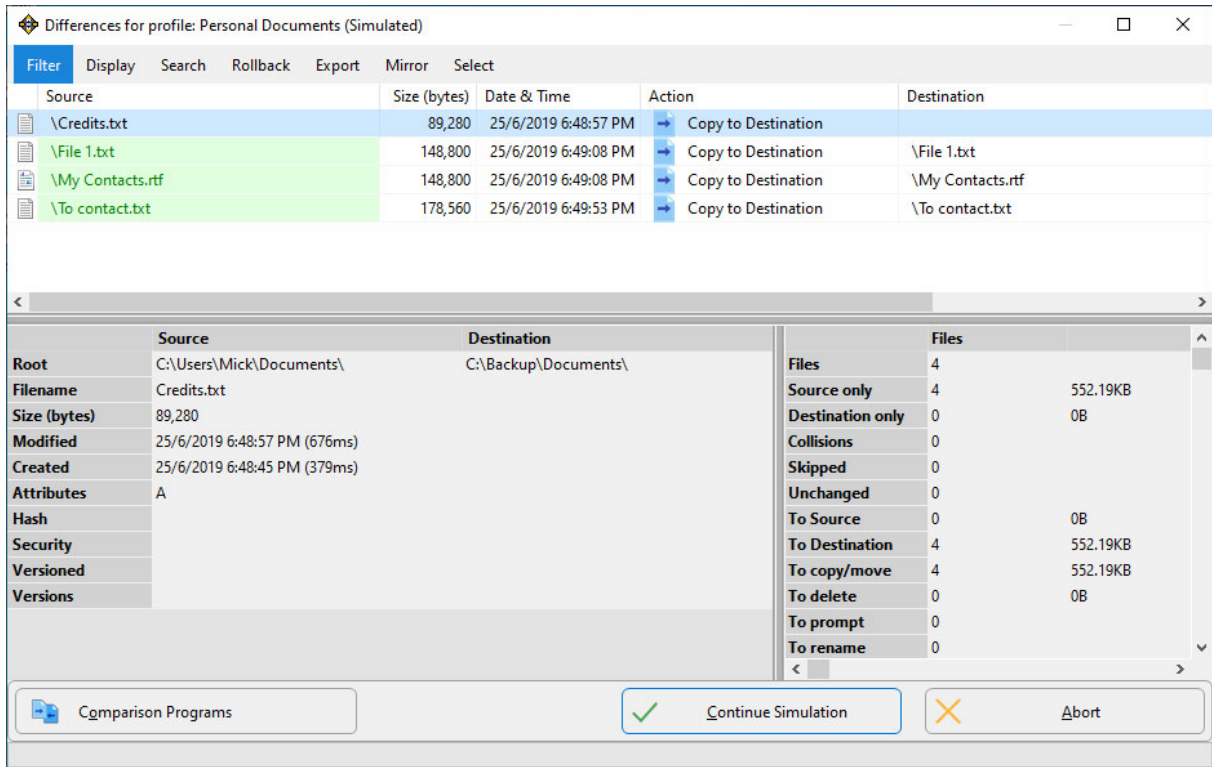 Differences for profile: Personal Documents (Simulated)
Filter Display Search Rollback Export Mirror Select
Source Size (bytes) Date & Time Action Destination
\Credits.txt 89,280 25/6/2019 6:48:57 PM Copy to Destination
\File 1.txt 148,800 25/6/2019 6:49:08 PM Copy to Destination \File 1.txt
\My Contacts.rtf 148,800 25/6/2019 6:49:08 PM Copy to Destination \My Contacts.rtf
\To contact.txt 178,560 25/6/2019 6:49:53 PM Copy to Destination \To contact.txt
Source Destination
Root C:\Users\Mick\Documents\ C:\Backup\Documents\
Filename Credits.txt
Size (bytes) 89,280
Modified 25/6/2019 6:48:57 PM (676ms)
Created 25/6/2019 6:48:45 PM (379ms)
Attributes A
Hash
Security
Versioned
Versions
Files
Files 4
Source only 4 552.19KB
Destination only 0 0B
Collisions 0
Skipped 0
Unchanged 0
To Source 0 0B
To Destination 4 552.19KB
To copy/move 4 552.19KB
To delete 0 0B
To prompt 0
To rename 0
Comparison Programs Continue Simulation Abort